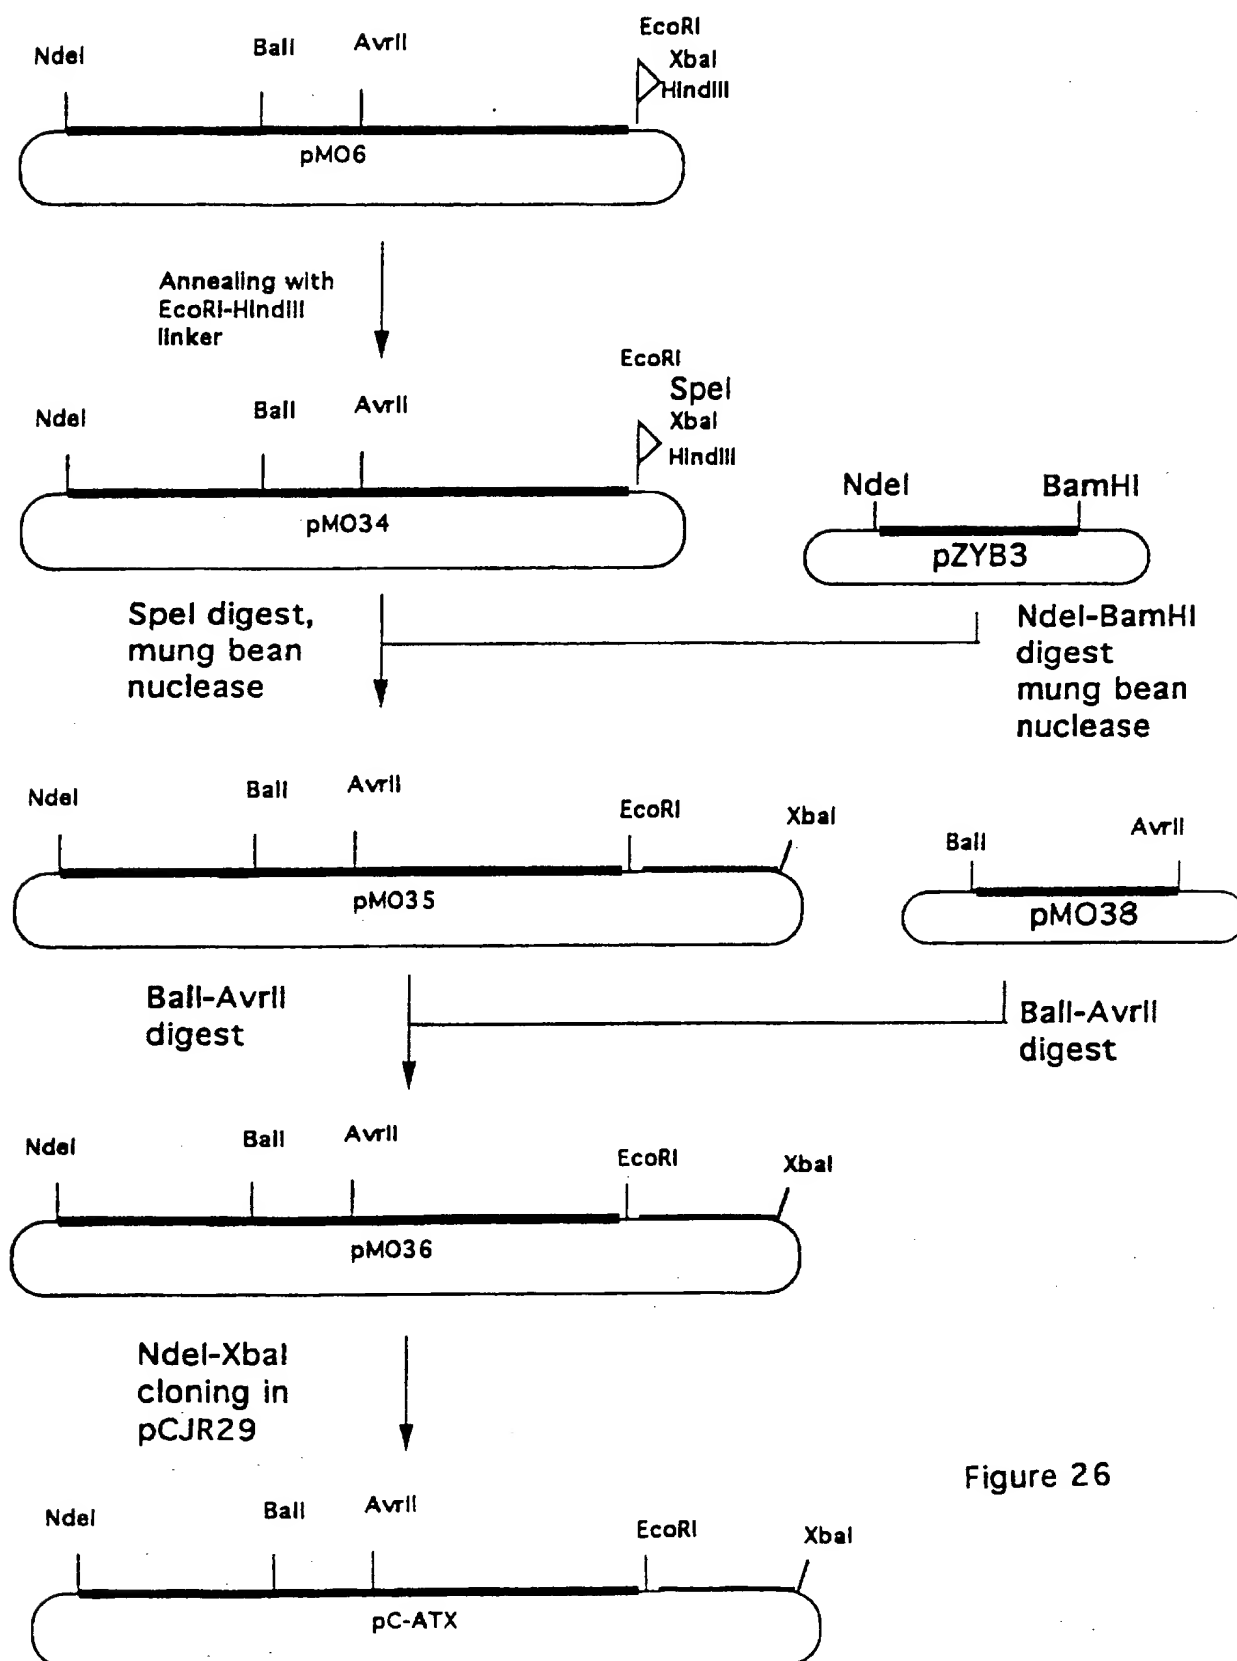 EcoRI
NdeI
BalI
AvrII
XbaI
HindIII
pMO6
Annealing with
EcoRI-HindIII
linker
EcoRI
SpeI
NdeI
BalI
AvrII
XbaI
HindIII
pMO34
NdeI
BamHI
pZYB3
SpeI digest,
mung bean
nuclease
NdeI-BamHI
digest
mung bean
nuclease
NdeI
BalI
AvrII
EcoRI
XbaI
pMO35
BalI
AvrII
pMO38
BalI-AvrII
digest
BalI-AvrII
digest
NdeI
BalI
AvrII
EcoRI
XbaI
pMO36
NdeI-XbaI
cloning in
pCJR29
Figure 26
NdeI
BalI
AvrII
EcoRI
XbaI
pC-ATX